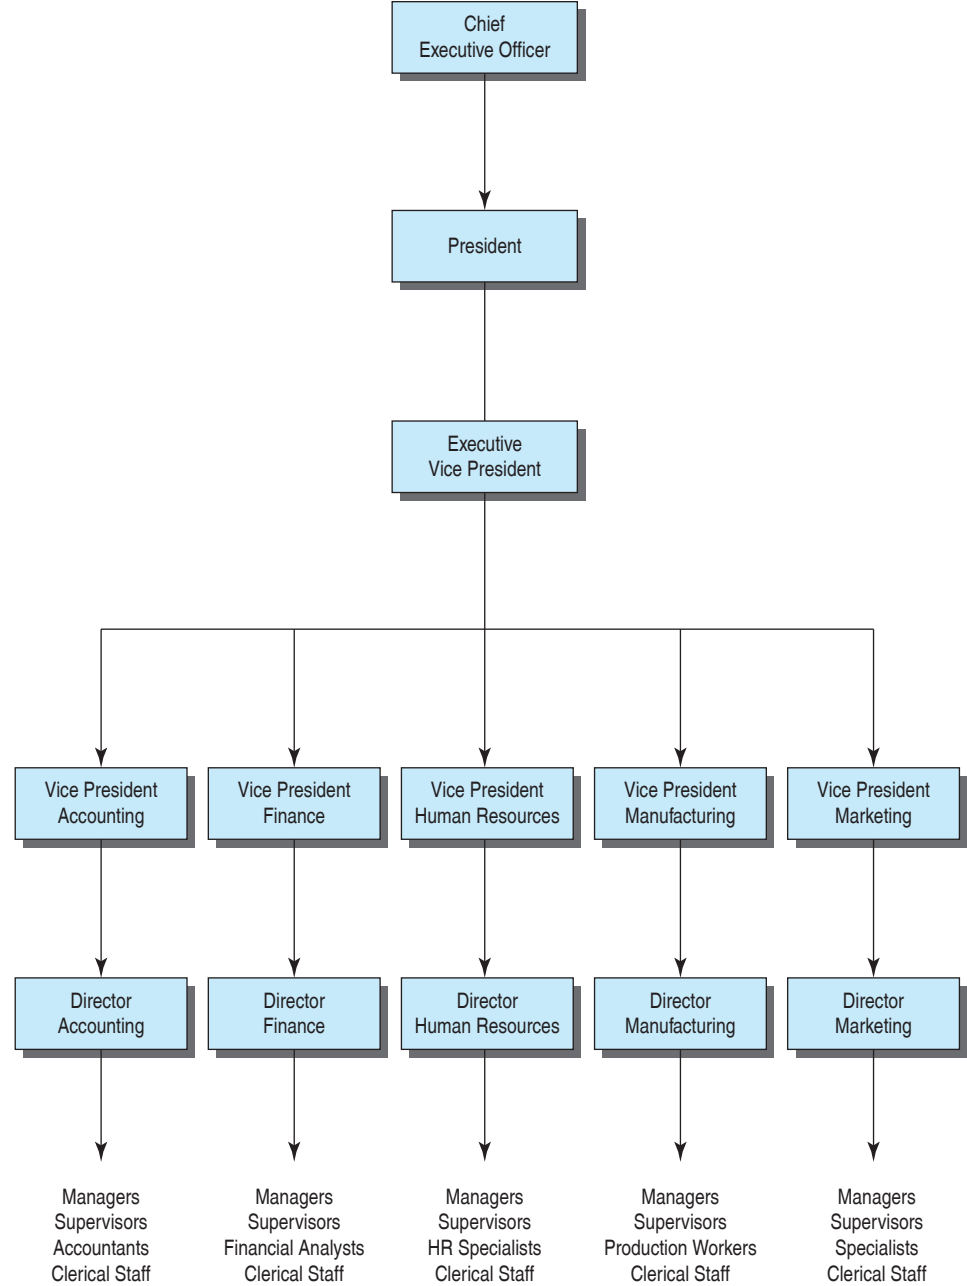 Chief
Executive Officer
President
Executive
Vice President
Vice President
Accounting
Vice President
Finance
Vice President
Human Resources
Vice President
Manufacturing
Vice President
Marketing
Director
Accounting
Director
Finance
Director
Human Resources
Director
Manufacturing
Director
Marketing
Managers
Supervisors
Accountants
Clerical Staff
Managers
Supervisors
Financial Analysts
Clerical Staff
Managers
Supervisors
HR Specialists
Clerical Staff
Managers
Supervisors
Production Workers
Clerical Staff
Managers
Supervisors
Specialists
Clerical Staff